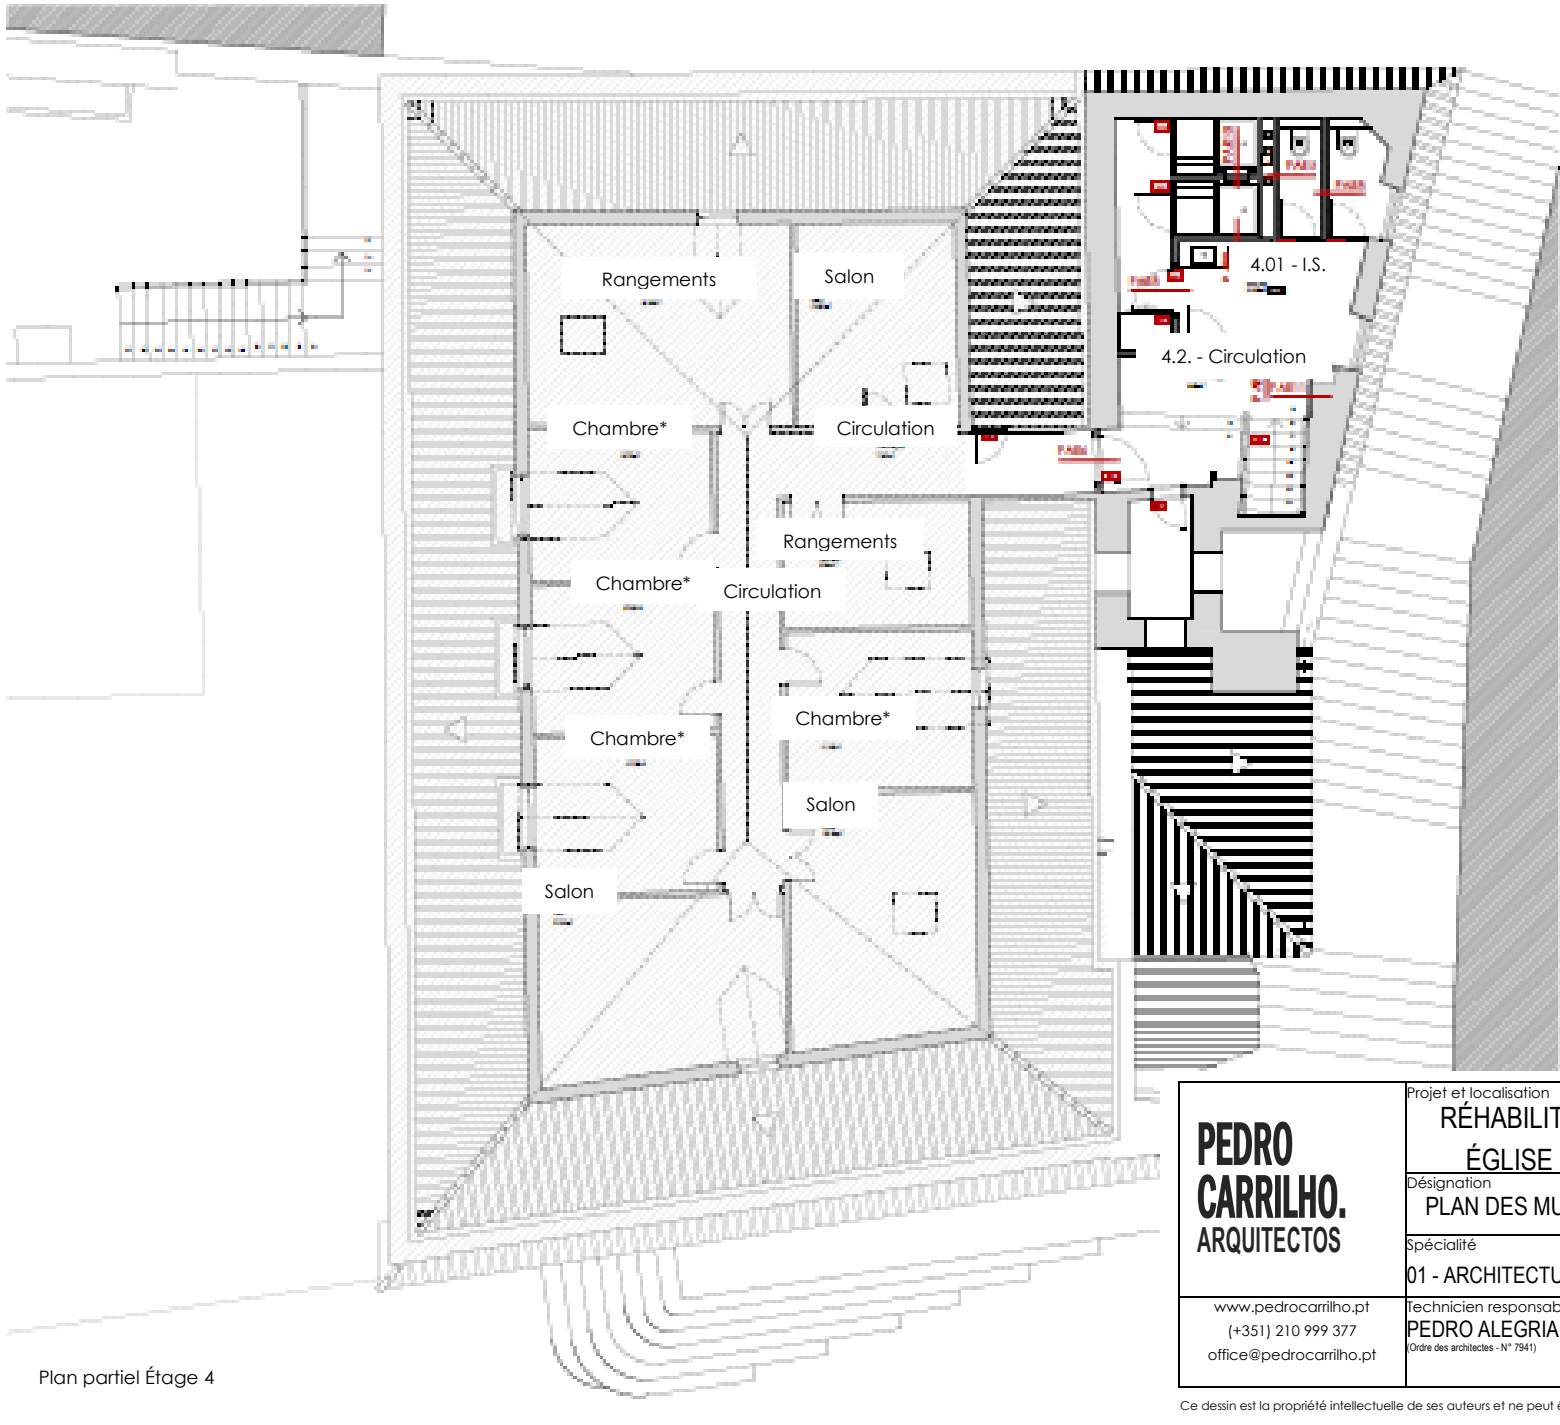 Rangements
Salon
4.01 - I.S.
4.2. - Circulation
Chambre*
Circulation
Rangements
Chambre*
Circulation
Chambre*
Chambre*
Salon
Salon
Plan partiel Étage 4
PEDRO
CARRILHO.
ARQUITECTOS
www.pedrocarrilho.pt
(+351) 210 999 377
office@pedrocarrilho.pt
Projet et localisation
RÉHABILIT
ÉGLISE
Désignation
PLAN DES MU
Spécialité
01 - ARCHITECTU
Technicien responsab
PEDRO ALEGRIA
(Ordre des architectes - N° 7941)
Ce dessin est la propriété intellectuelle de ses auteurs et ne peut é